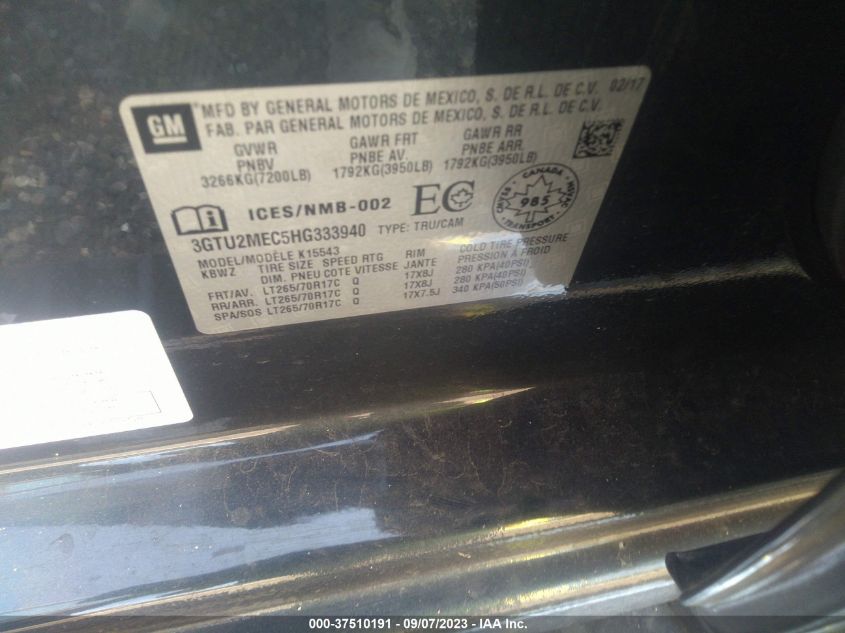 GM
MFD BY GENERAL MOTORS DE MEXICO, S. DE R.L. DE C.V. 02/17
FAB. PAR GENERAL MOTORS DE MEXICO, S. DE R.L. DE C.V.
GVWR GAWR FRT GAWR RR
PNBV PNBE AV. PNBE ARR.
3266KG(7200LB) 1792KG(3950LB) 1792KG(3950LB)
ICES/NMB-002 EC CANADA 985 TRANSPORT
3GTU2MEC5HG333940 TYPE: TRU/CAM
MODEL/MODÈLE K15543
KBWZ TIRE SIZE SPEED RTG RIM COLD TIRE PRESSURE
DIM. PNEU COTE VITESSE JANTE PRESSION À FROID
FRT/AV. LT265/70R17C Q 17X8J 280 KPA(40PSI)
RR/ARR. LT265/70R17C Q 17X8J 280 KPA(40PSI)
SPA/SOS LT265/70R17C Q 17X7.5J 340 KPA(50PSI)
000-37510191 - 09/07/2023 - IAA Inc.